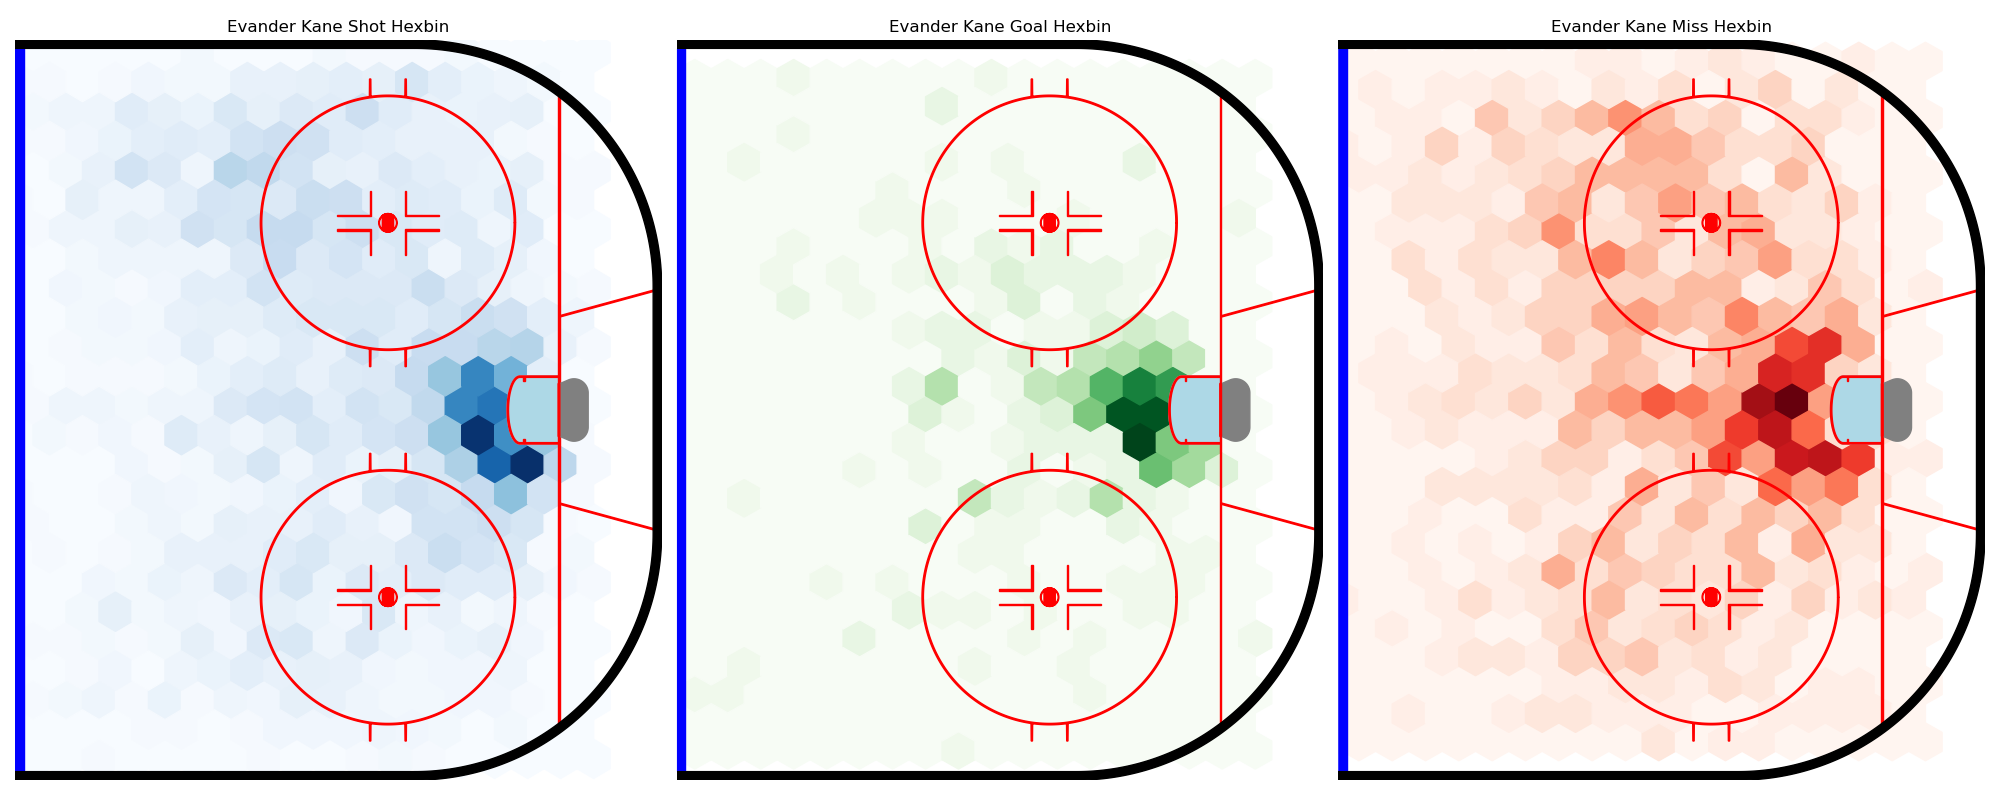 Evander Kane Shot Hexbin
Evander Kane Goal Hexbin
Evander Kane Miss Hexbin